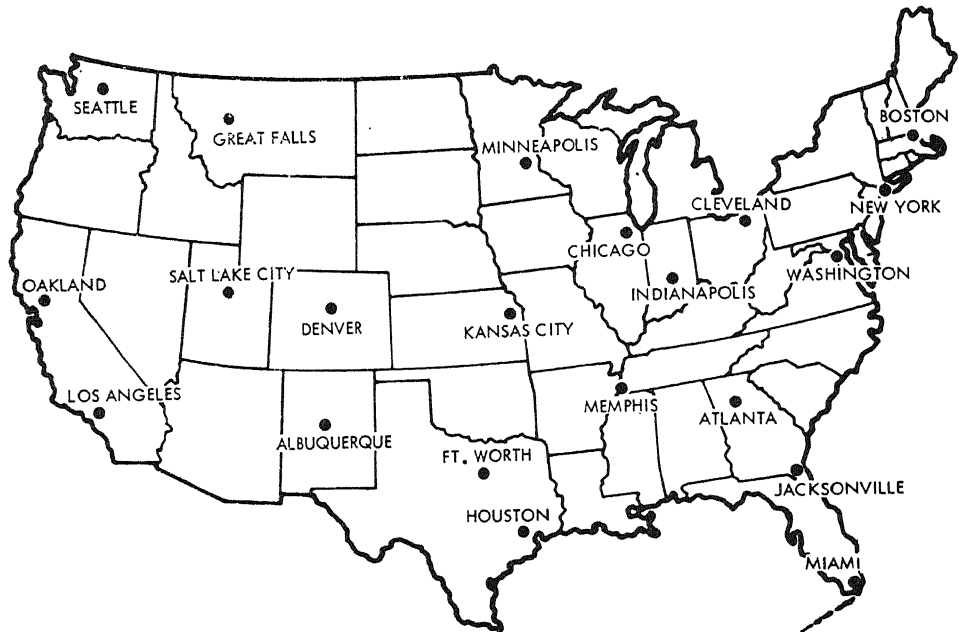 SEATTLE
GREAT FALLS
BOSTON
MINNEAPOLIS
CLEVELAND
NEW YORK
CHICAGO
SALT LAKE CITY
WASHINGTON
OAKLAND
INDIANAPOLIS
DENVER
KANSAS CITY
LOS ANGELES
MEMPHIS
ATLANTA
ALBUQUERQUE
FT. WORTH
JACKSONVILLE
HOUSTON
MIAMI